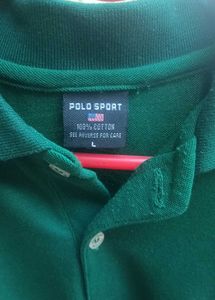 POLO SPORT
100% COTTON
SEE REVERSE FOR CARE
L